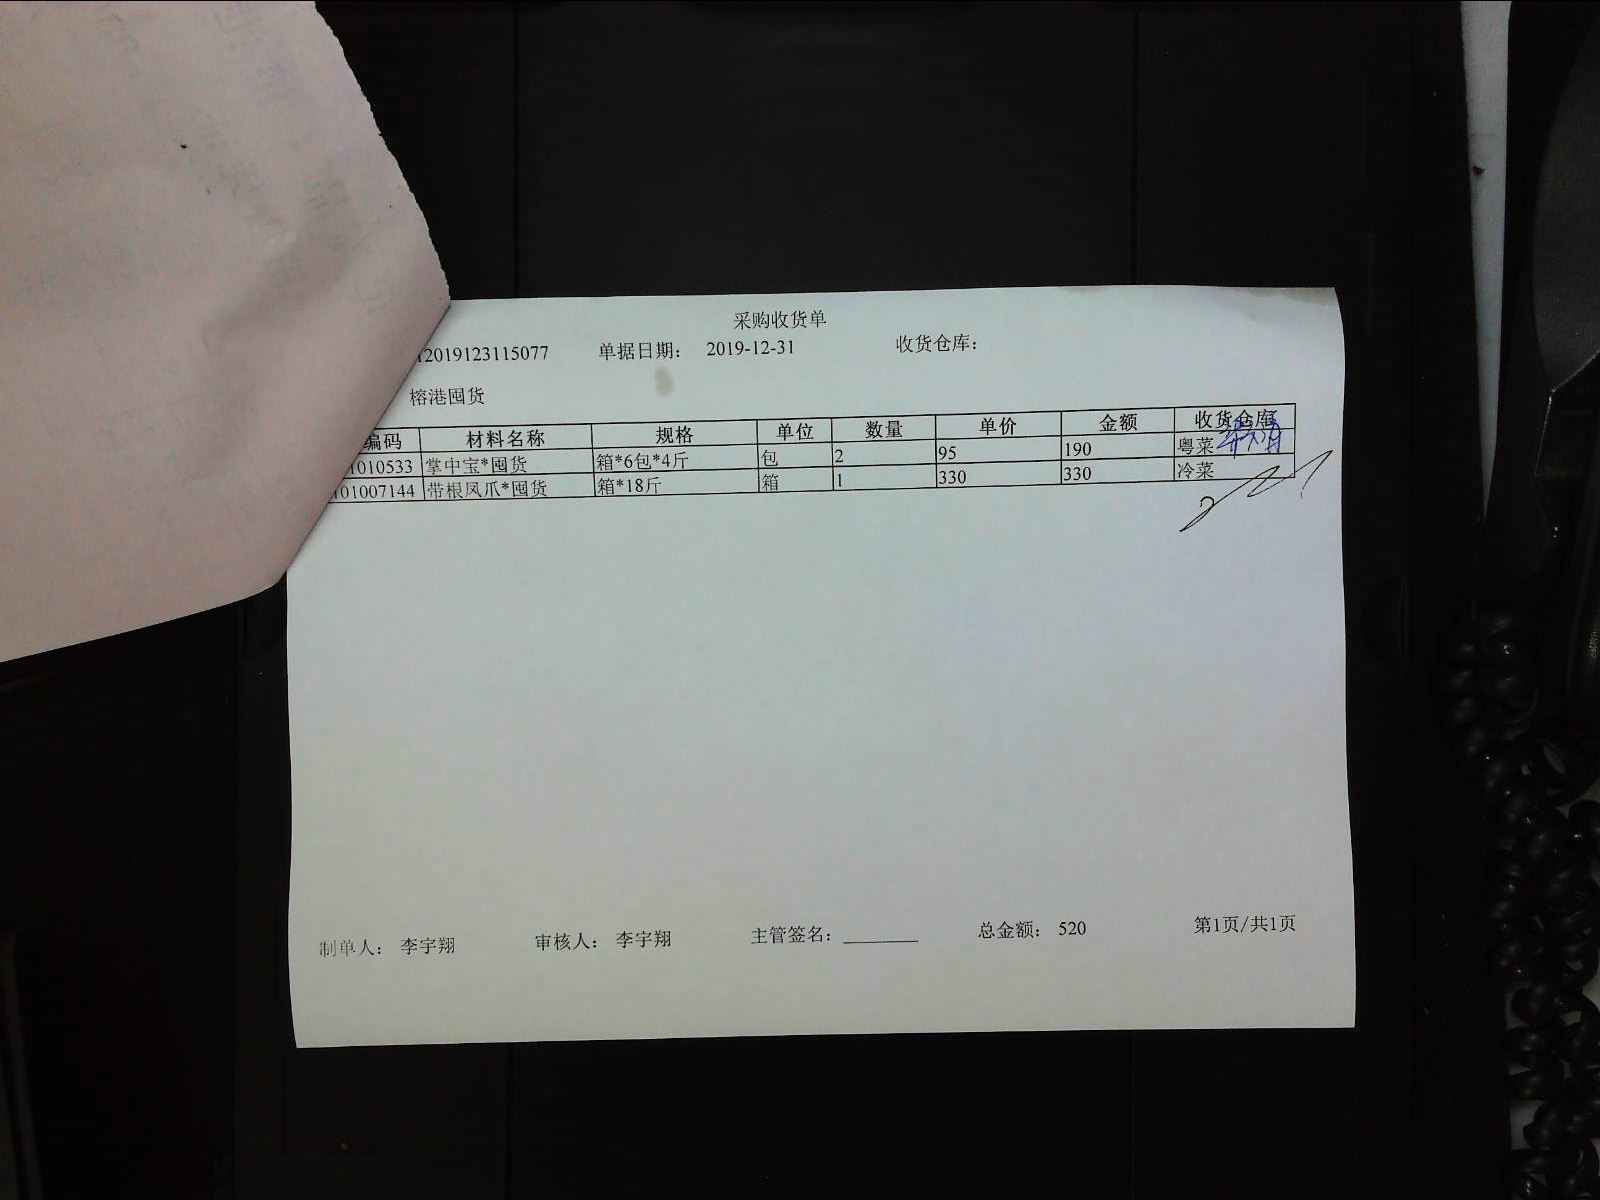 采购收货单
12019123115077 单据日期： 2019-12-31 收货仓库：
榕港囤货
编码 材料名称 规格 单位 数量 单价 金额 收货仓库
1010533 掌中宝*囤货 箱*6包*4斤 包 2 95 190 粤菜
101007144 带根凤爪*囤货 箱*18斤 箱 1 330 330 冷菜
制单人： 李宇翔 审核人： 李宇翔 主管签名： 总金额： 520 第1页/共1页